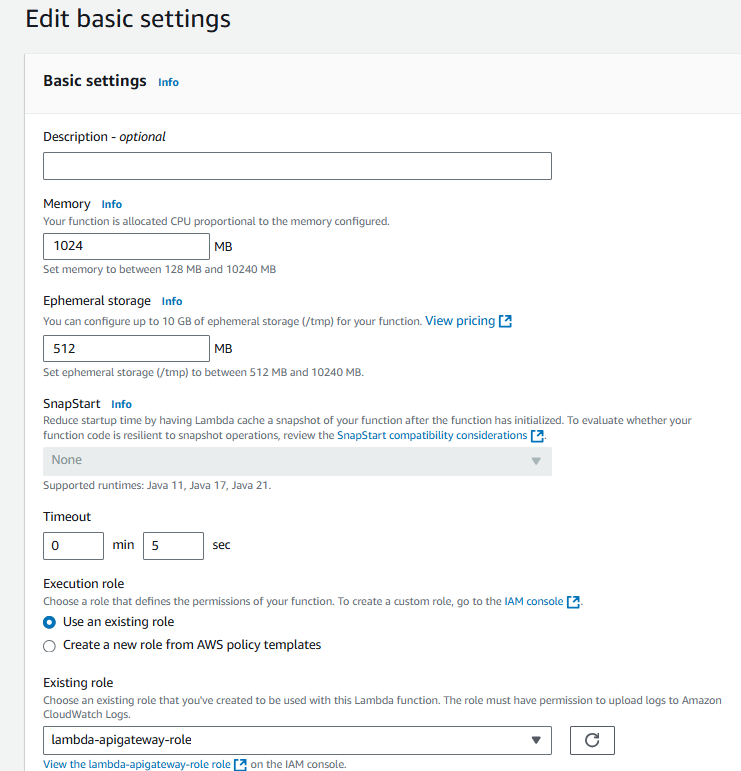 Edit basic settings
Basic settings Info
Description - optional
Memory Info
Your function is allocated CPU proportional to the memory configured.
1024 MB
Set memory to between 128 MB and 10240 MB
Ephemeral storage Info
You can configure up to 10 GB of ephemeral storage (/tmp) for your function. View pricing
512 MB
Set ephemeral storage (/tmp) to between 512 MB and 10240 MB.
SnapStart Info
Reduce startup time by having Lambda cache a snapshot of your function after the function has initialized. To evaluate whether your
function code is resilient to snapshot operations, review the SnapStart compatibility considerations.
None
Supported runtimes: Java 11, Java 17, Java 21.
Timeout
0 min 5 sec
Execution role
Choose a role that defines the permissions of your function. To create a custom role, go to the IAM console.
Use an existing role
Create a new role from AWS policy templates
Existing role
Choose an existing role that you've created to be used with this Lambda function. The role must have permission to upload logs to Amazon
CloudWatch Logs.
lambda-apigateway-role
View the lambda-apigateway-role role on the IAM console.